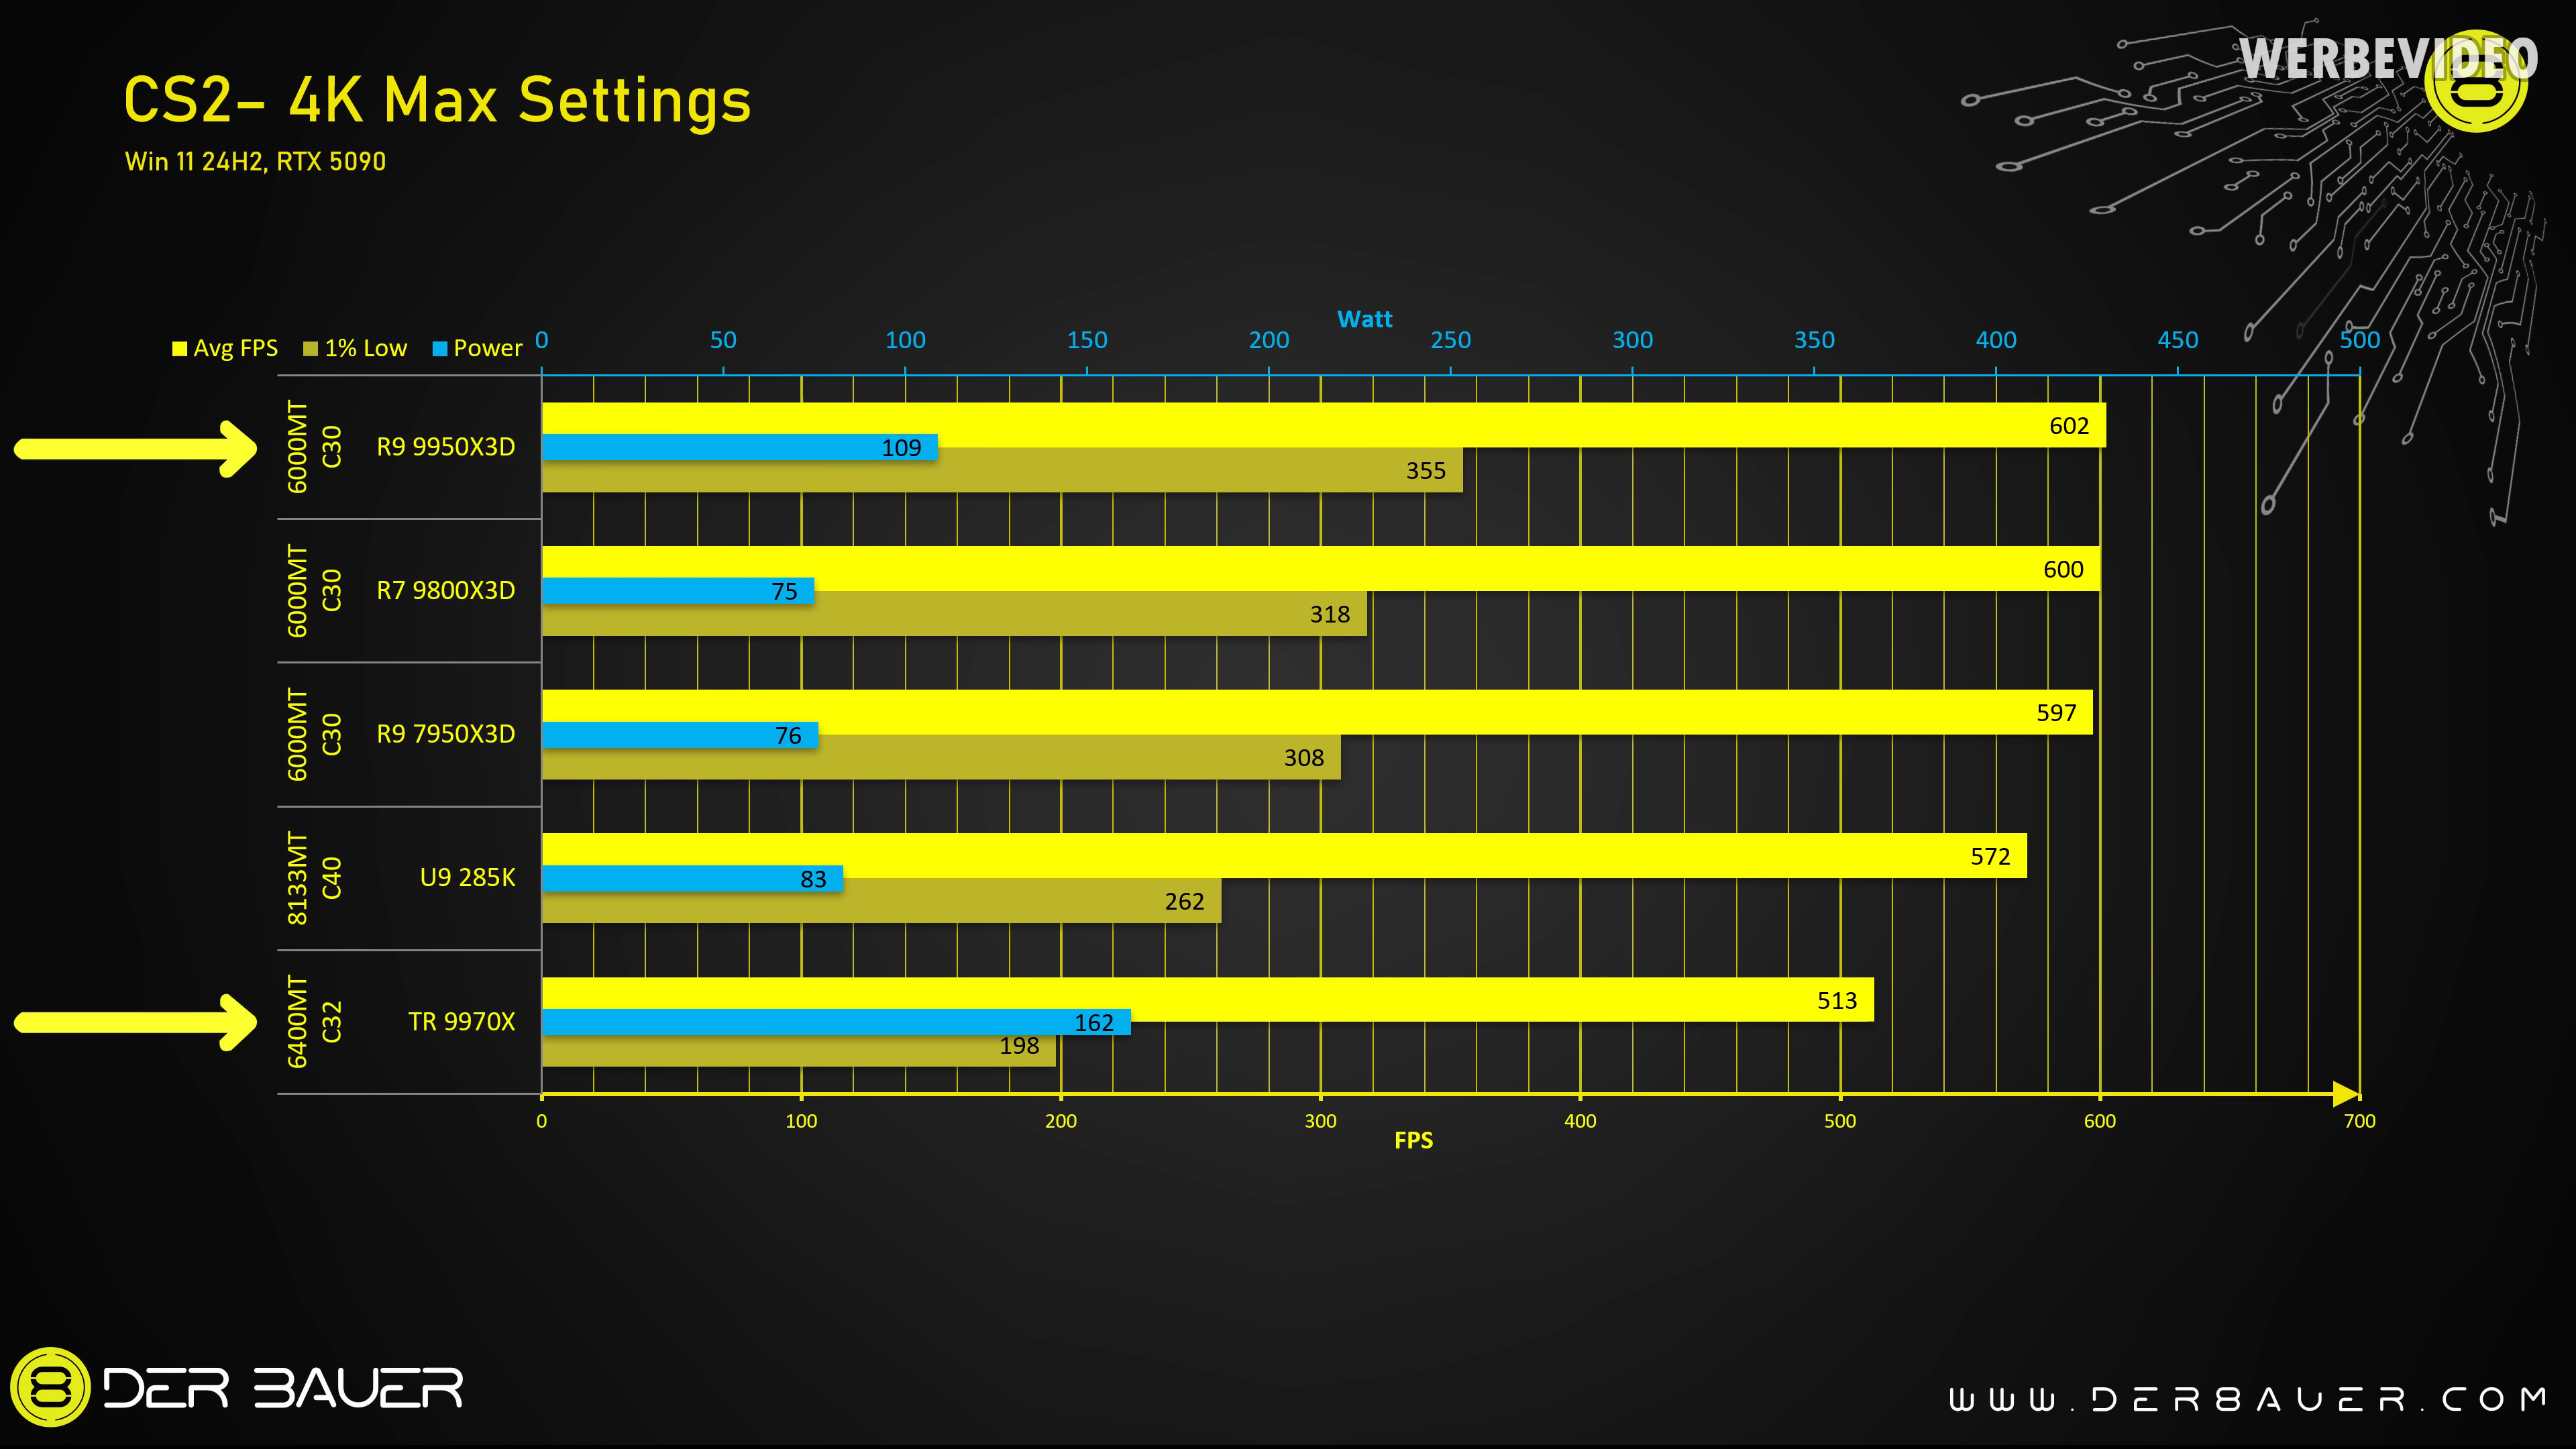 WERBEVIDEO
CS2– 4K Max Settings
Win 11 24H2, RTX 5090
Watt
Avg FPS 1% Low Power
0 50 100 150 200 250 300 350 400 450 500
6000MT
C30
R9 9950X3D
602
109
355
6000MT
C30
R7 9800X3D
600
75
318
6000MT
C30
R9 7950X3D
597
76
308
8133MT
C40
U9 285K
572
83
262
6400MT
C32
TR 9970X
513
162
198
0 100 200 300 400 500 600 700
FPS
DER 8AUER
WWW.DER8AUER.COM